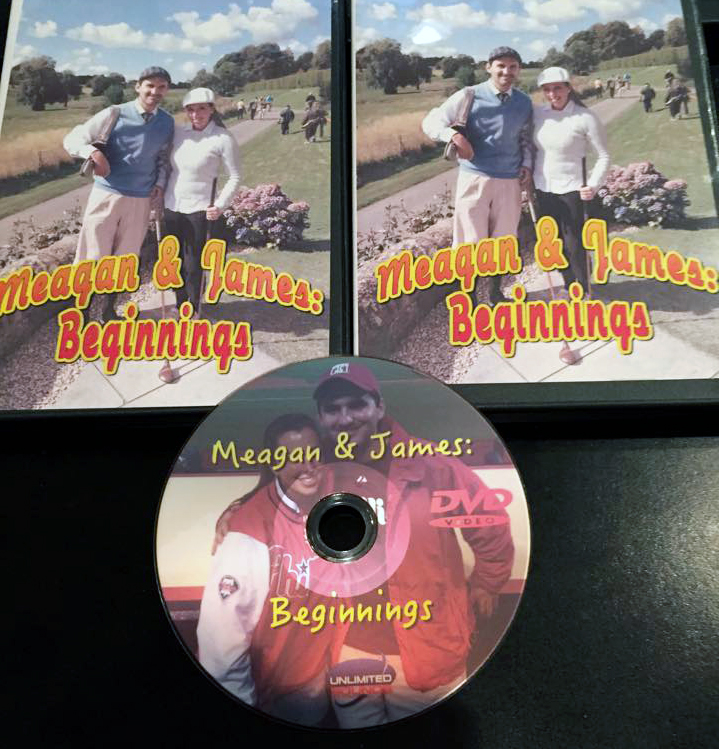 Meagan & James:
Beginnings
Meagan & James:
Beginnings
Meagan & James:
DVD
VIDEO
Beginnings
UNLIMITED